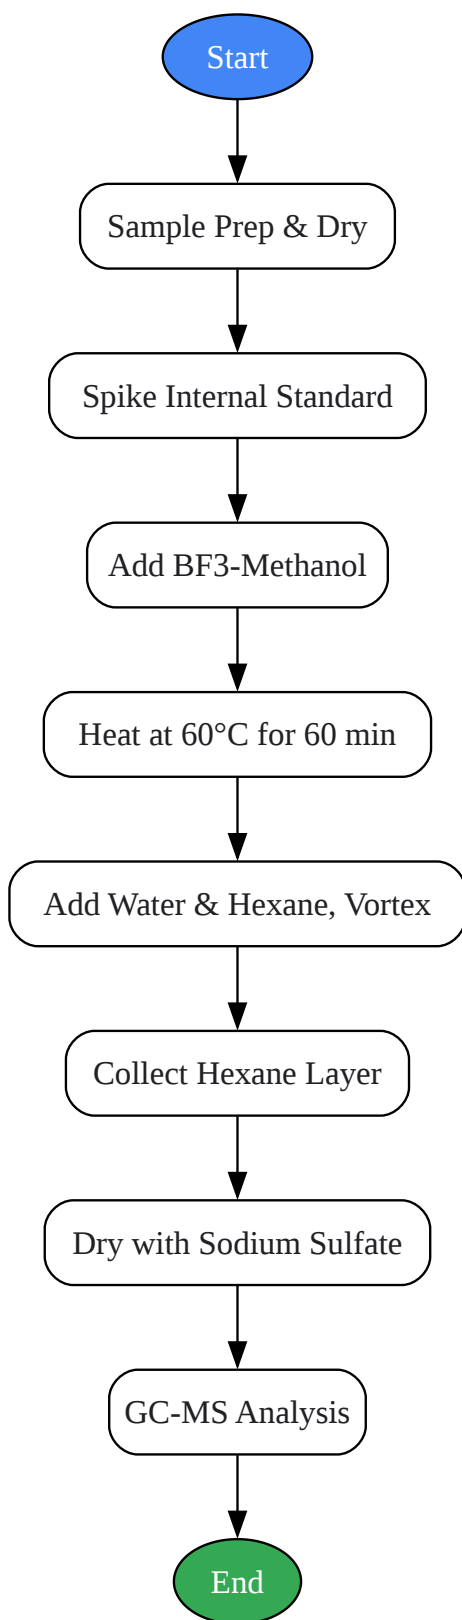 Start
Sample Prep & Dry
Spike Internal Standard
Add BF3-Methanol
Heat at 60°C for 60 min
Add Water & Hexane, Vortex
Collect Hexane Layer
Dry with Sodium Sulfate
GC-MS Analysis
End